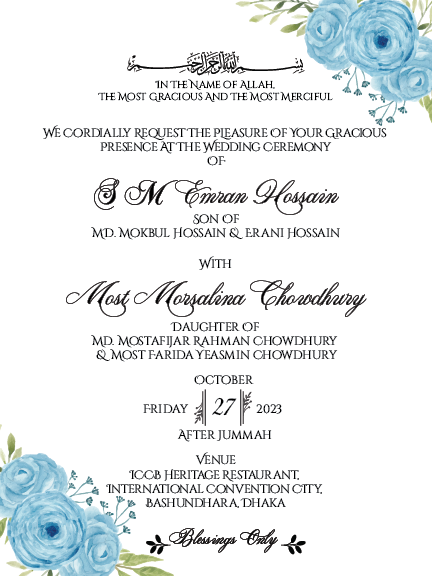 بِسْمِ اللهِ الرَّحْمٰنِ الرَّحِيْمِ
In The Name of Allah,
The Most Gracious and The Most Merciful
We Cordially Request The Pleasure of Your Gracious
Presence At The Wedding Ceremony
Of
S M Emran Hossain
Son Of
MD. Mokbul Hossain & Erani Hossain
With
Most Morsalina Chowdhury
Daughter of
MD. Mostafijar Rahman Chowdhury
& Most Farida Yeasmin Chowdhury
October
Friday 27 2023
After Jummah
Venue
ICCB Heritage Restaurant,
International Convention City,
Bashundhara, Dhaka
Blessings Only